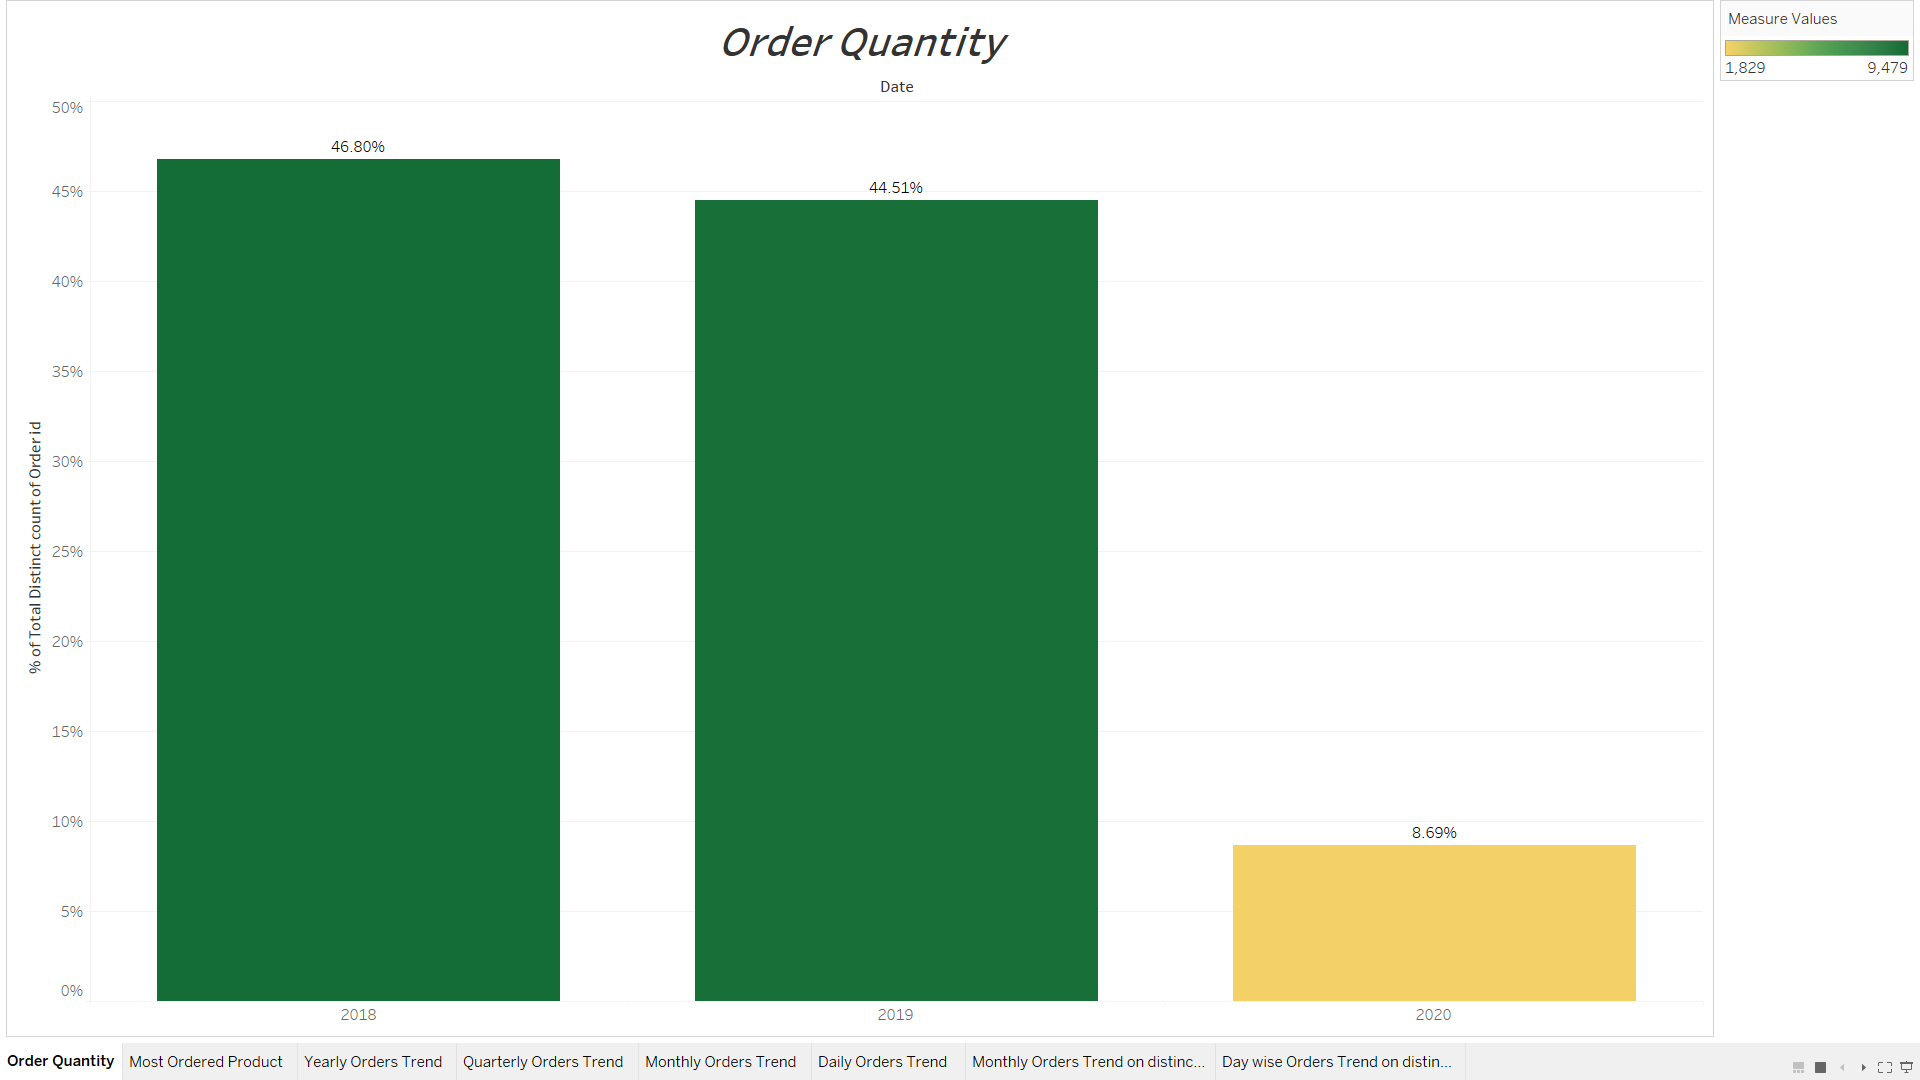 Order Quantity
Measure Values
1,829 9,479
Date
50%
45%
40%
35%
30%
25%
20%
15%
10%
5%
0%
% of Total Distinct count of Order id
46.80%
44.51%
8.69%
2018 2019 2020
Order Quantity Most Ordered Product Yearly Orders Trend Quarterly Orders Trend Monthly Orders Trend Daily Orders Trend Monthly Orders Trend on distinc... Day wise Orders Trend on distin...